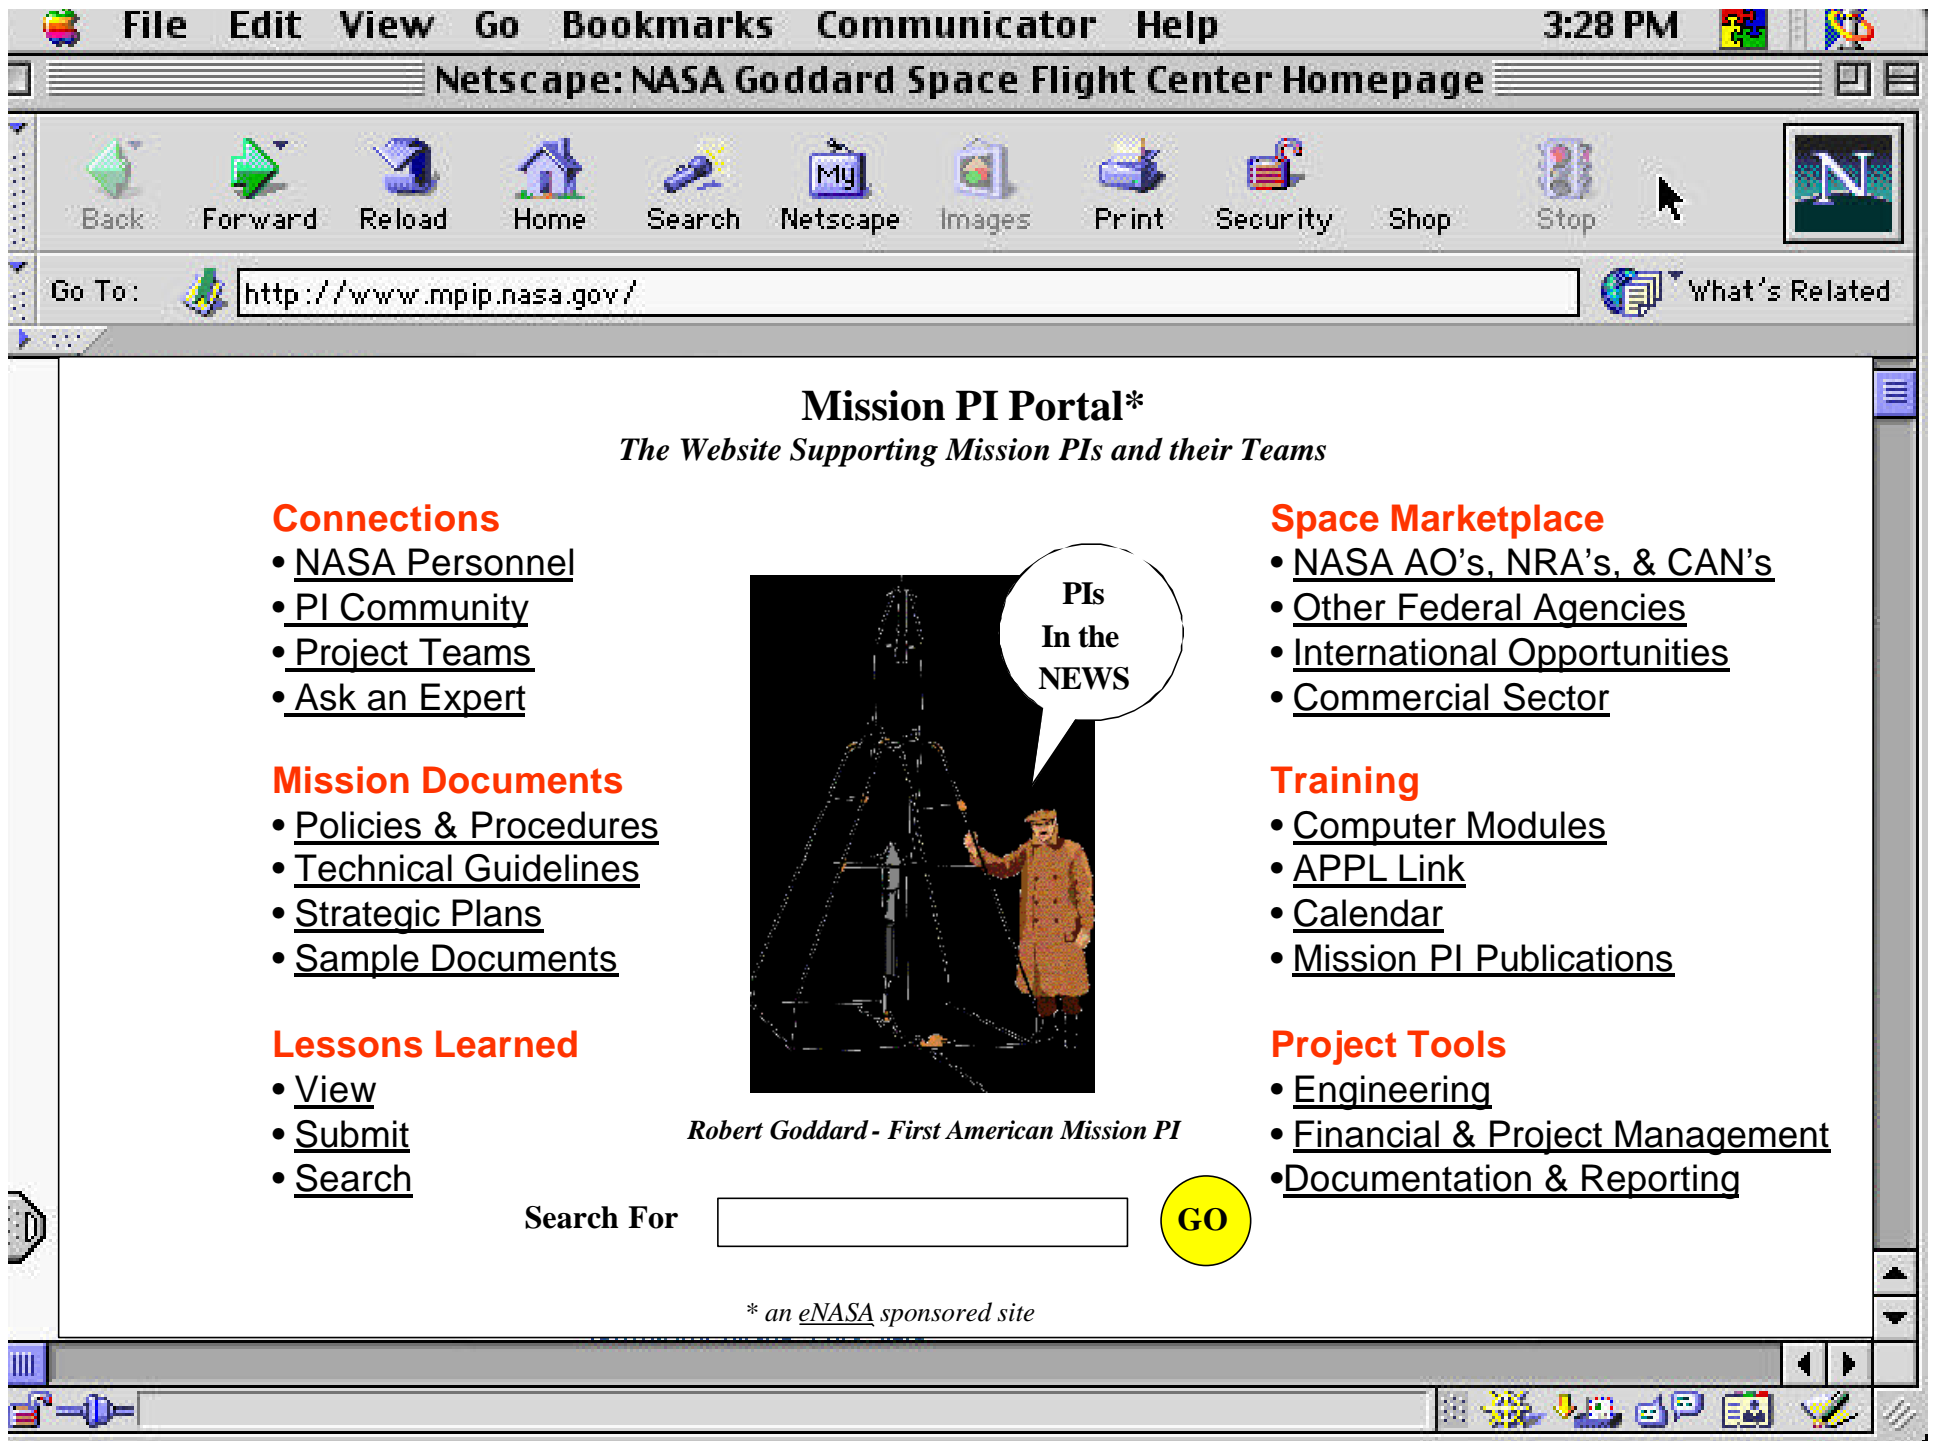 File Edit View Go Bookmarks Communicator Help 3:28 PM
Netscape: NASA Goddard Space Flight Center Homepage
Back Forward Reload Home Search My Netscape Images Print Security Shop Stop N
Go To: http://www.mpip.nasa.gov/ What's Related
Mission PI Portal*
The Website Supporting Mission PIs and their Teams
Connections
• NASA Personnel
• PI Community
• Project Teams
• Ask an Expert
Mission Documents
• Policies & Procedures
• Technical Guidelines
• Strategic Plans
• Sample Documents
Lessons Learned
• View
• Submit
• Search
PIs
In the
NEWS
Robert Goddard - First American Mission PI
Space Marketplace
• NASA AO's, NRA's, & CAN's
• Other Federal Agencies
• International Opportunities
• Commercial Sector
Training
• Computer Modules
• APPL Link
• Calendar
• Mission PI Publications
Project Tools
• Engineering
• Financial & Project Management
•Documentation & Reporting
Search For GO
* an eNASA sponsored site